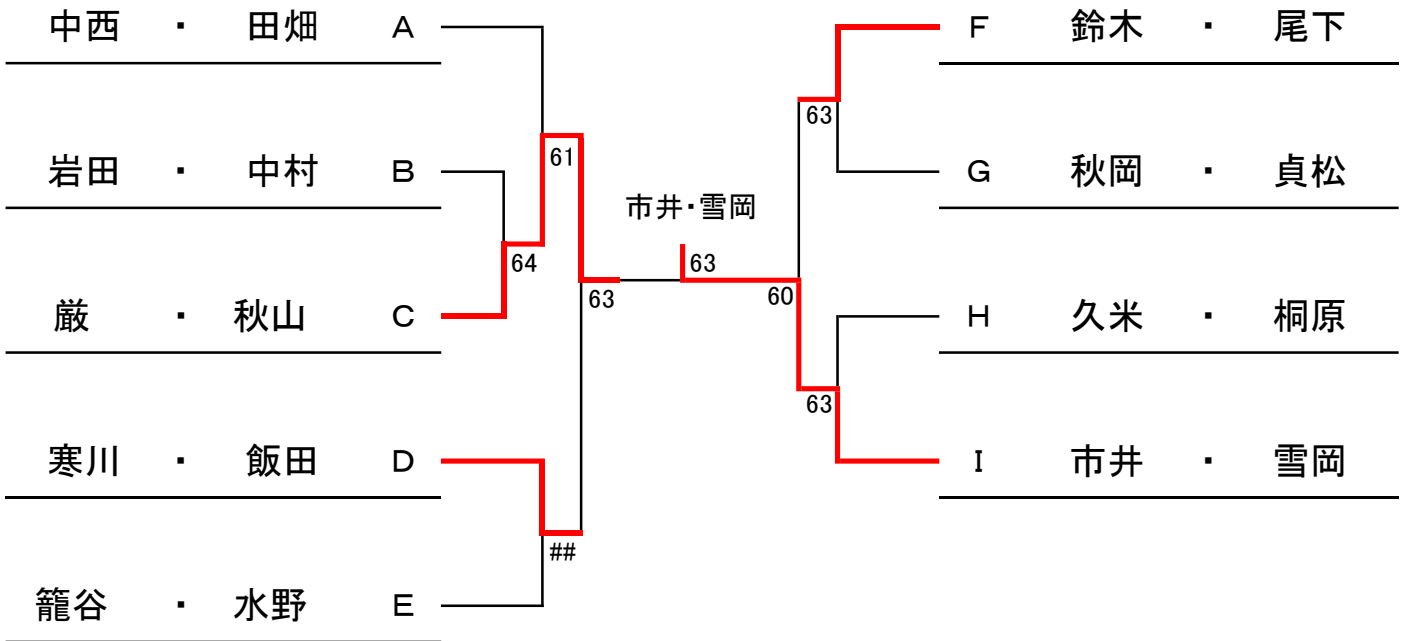 中西 ・ 田畑 A
F 鈴木 ・ 尾下
63
61
岩田 ・ 中村 B
G 秋岡 ・ 貞松
市井・雪岡
64
63
63
60
厳 ・ 秋山 C
H 久米 ・ 桐原
63
寒川 ・ 飯田 D
I 市井 ・ 雪岡
##
籠谷 ・ 水野 E